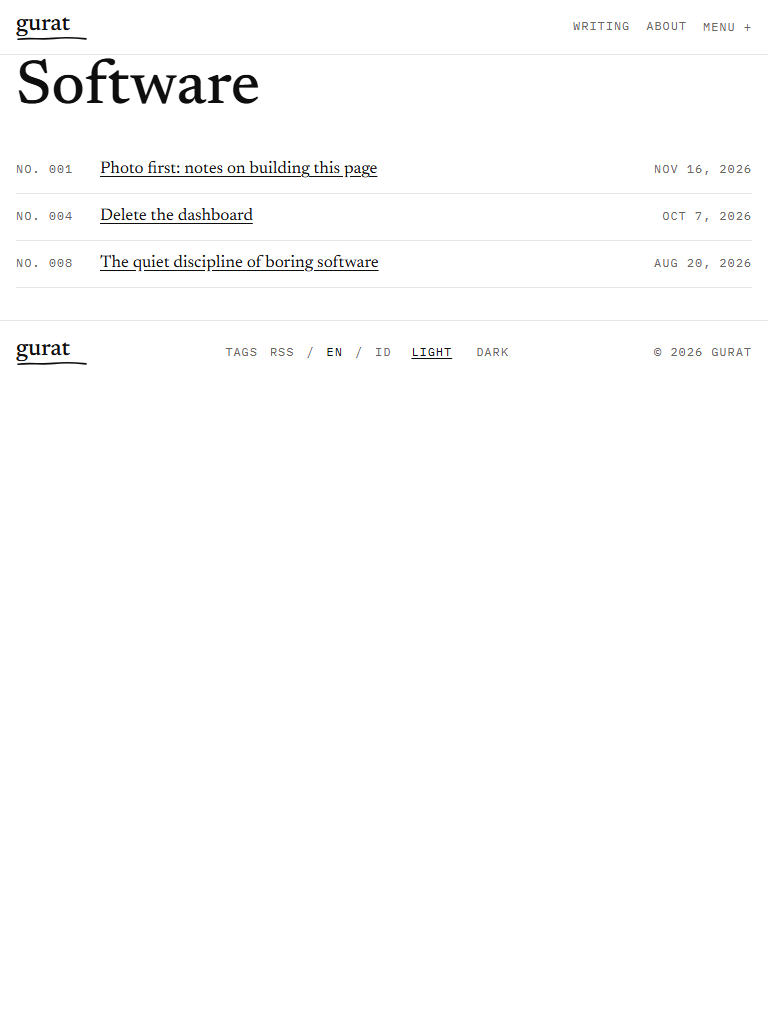 gurat
WRITING ABOUT MENU +
Software
NO. 001 Photo first: notes on building this page NOV 16, 2026
NO. 004 Delete the dashboard OCT 7, 2026
NO. 008 The quiet discipline of boring software AUG 20, 2026
gurat
TAGS RSS / EN / ID LIGHT DARK
© 2026 GURAT